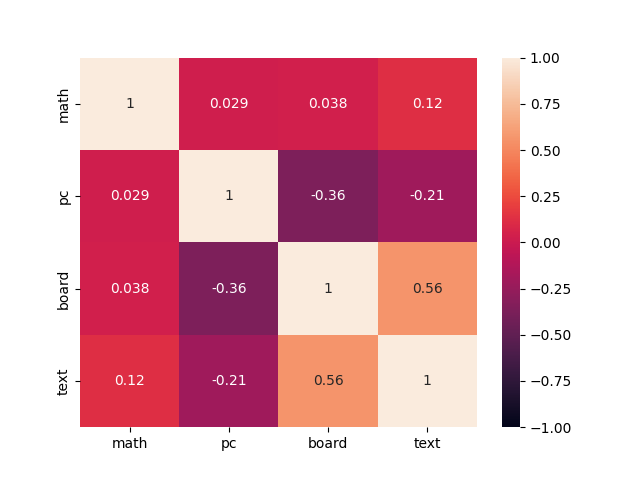 math 1 0.029 0.038 0.12
pc 0.029 1 -0.36 -0.21
board 0.038 -0.36 1 0.56
text 0.12 -0.21 0.56 1
math pc board text
1.00
0.75
0.50
0.25
0.00
−0.25
−0.50
−0.75
−1.00